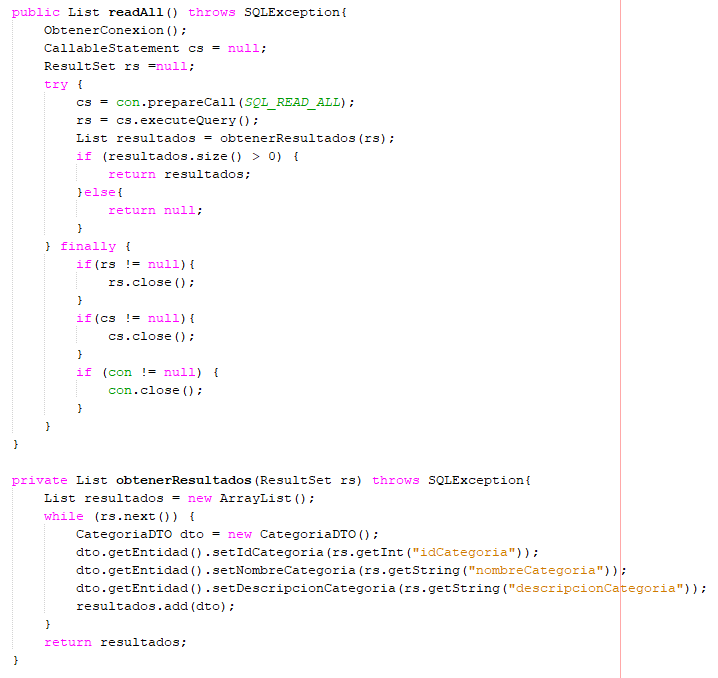 public List readAll() throws SQLException{
    ObtenerConexion();
    CallableStatement cs = null;
    ResultSet rs =null;
    try {
        cs = con.prepareCall(SQL_READ_ALL);
        rs = cs.executeQuery();
        List resultados = obtenerResultados(rs);
        if (resultados.size() > 0) {
            return resultados;
        }else{
            return null;
        }
    } finally {
        if(rs != null){
            rs.close();
        }
        if(cs != null){
            cs.close();
        }
        if (con != null) {
            con.close();
        }
    }
}

private List obtenerResultados(ResultSet rs) throws SQLException{
    List resultados = new ArrayList();
    while (rs.next()) {
        CategoriaDTO dto = new CategoriaDTO();
        dto.getEntidad().setIdCategoria(rs.getInt("idCategoria"));
        dto.getEntidad().setNombreCategoria(rs.getString("nombreCategoria"));
        dto.getEntidad().setDescripcionCategoria(rs.getString("descripcionCategoria"));
        resultados.add(dto);
    }
    return resultados;
}